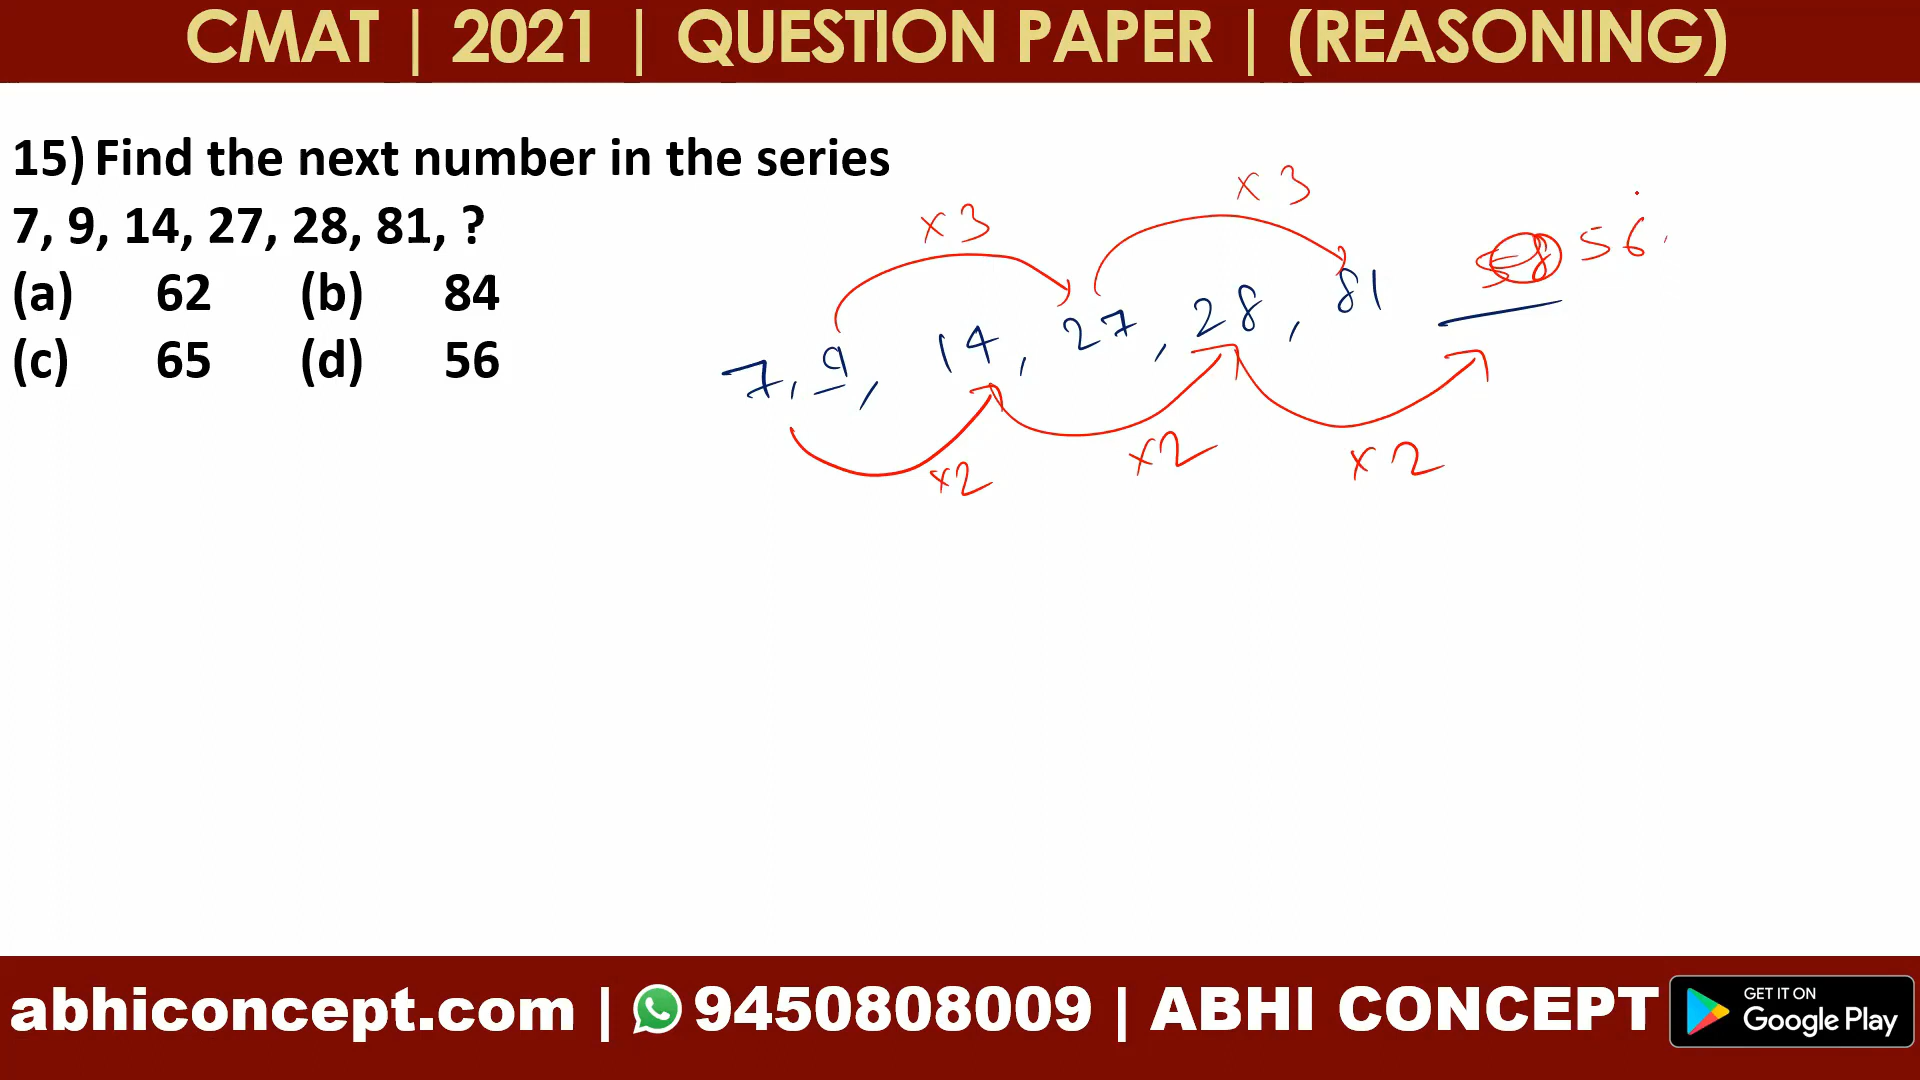 CMAT | 2021 | QUESTION PAPER | (REASONING)
15) Find the next number in the series
7, 9, 14, 27, 28, 81, ?
(a) 62 (b) 84
(c) 65 (d) 56
×3 ×3
7, 9, 14, 27, 28, 81 56
×2 ×2 ×2
abhiconcept.com | 9450808009 | ABHI CONCEPT
GET IT ON
Google Play